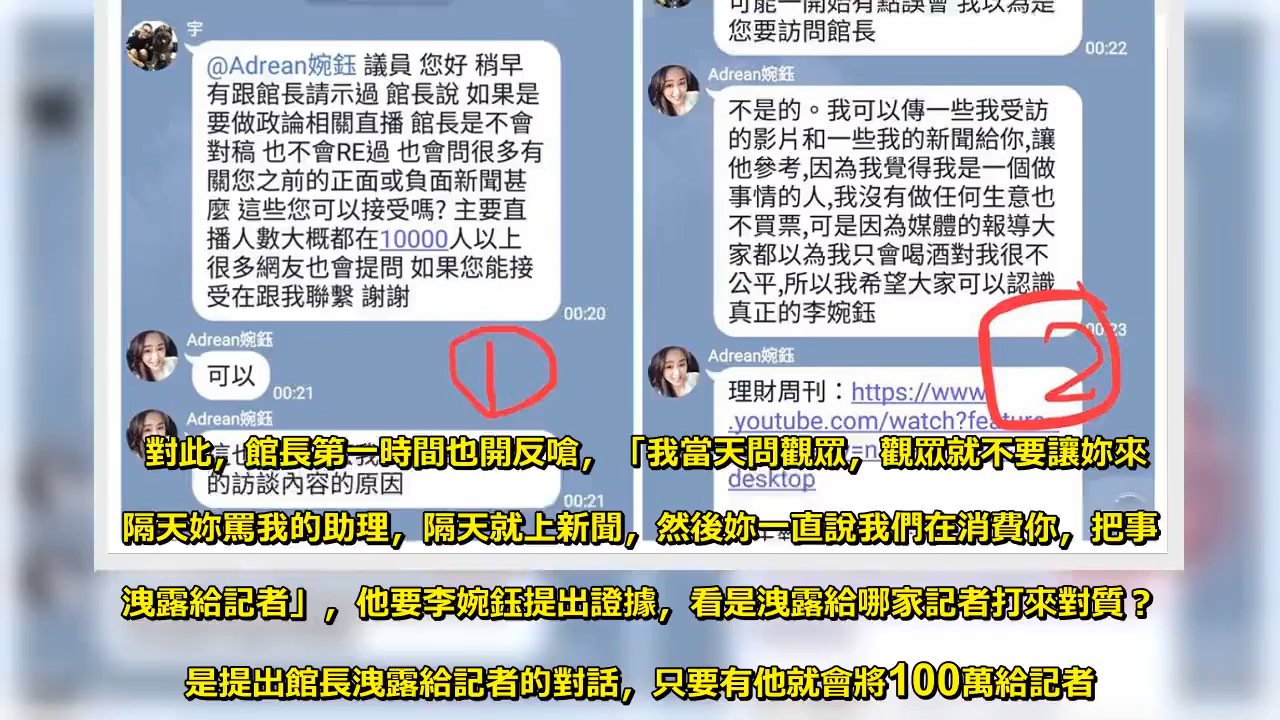 宇
@Adrean婉鈺 議員 您好 稍早
有跟館長請示過 館長說 如果是
要做政論相關直播 館長是不會
對稿 也不會RE過 也會問很多有
關您之前的正面或負面新聞甚
麼 這些您可以接受嗎? 主要直
播人數大概都在10000人以上
很多網友也會提問 如果您能接
受在跟我聯繫 謝謝
00:20
Adrean婉鈺
可以
00:21
1
Adrean婉鈺
的訪談內容的原因
00:21
可能一開始有點誤會 我以為是
您要訪問館長
00:22
Adrean婉鈺
不是的。我可以傳一些我受訪
的影片和一些我的新聞給你,讓
他參考,因為我覺得我是一個做
事情的人,我沒有做任何生意也
不買票,可是因為媒體的報導大
家都以為我只會喝酒對我很不
公平,所以我希望大家可以認識
真正的李婉鈺
00:23
2
Adrean婉鈺
理財周刊：https://www
.youtube.com/watch?feature
desktop
對此，館長第一時間也開反嗆，「我當天問觀眾，觀眾就不要讓妳來
隔天妳罵我的助理，隔天就上新聞，然後妳一直說我們在消費你，把事
洩露給記者」，他要李婉鈺提出證據，看是洩露給哪家記者打來對質？
是提出館長洩露給記者的對話，只要有他就會將100萬給記者